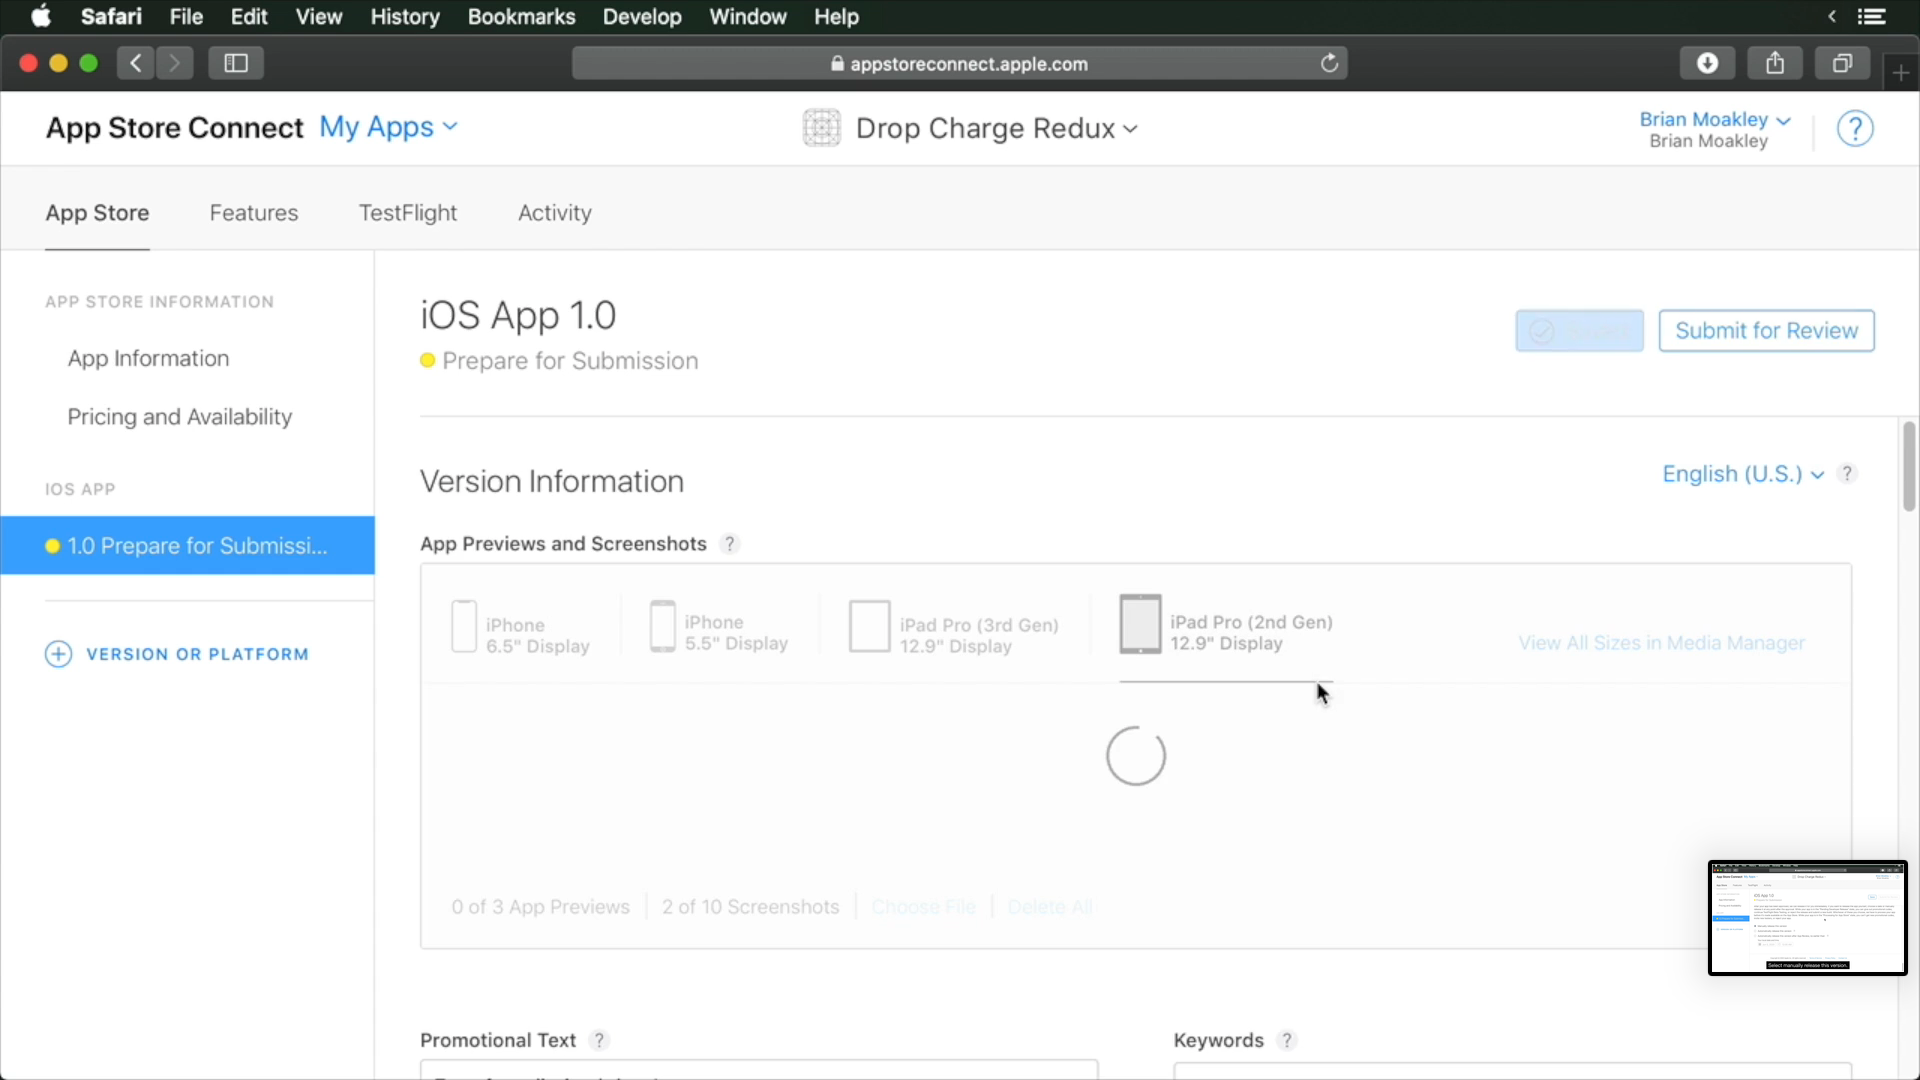 Safari File Edit View History Bookmarks Develop Window Help
appstoreconnect.apple.com
App Store Connect My Apps
Drop Charge Redux
Brian Moakley
Brian Moakley
?
App Store Features TestFlight Activity
APP STORE INFORMATION
App Information
Pricing and Availability
IOS APP
1.0 Prepare for Submissi...
VERSION OR PLATFORM
iOS App 1.0
Prepare for Submission
Submit for Review
Version Information
English (U.S.) ?
App Previews and Screenshots ?
iPhone
6.5" Display
iPhone
5.5" Display
iPad Pro (3rd Gen)
12.9" Display
iPad Pro (2nd Gen)
12.9" Display
View All Sizes in Media Manager
0 of 3 App Previews 2 of 10 Screenshots Choose File Delete All
Select manually release this version.
Promotional Text ?
Keywords ?